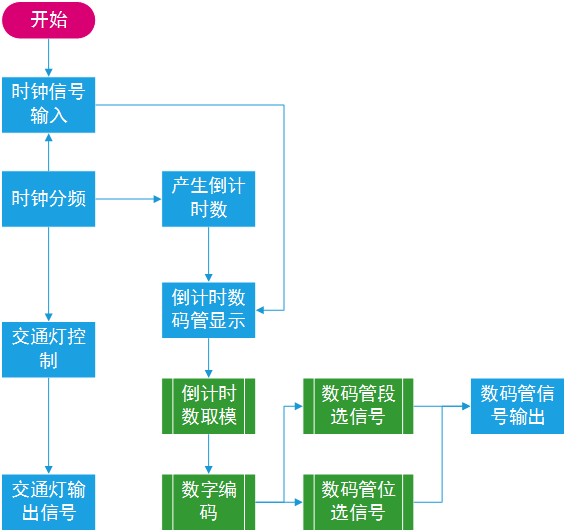 开始
时钟信号
输入
时钟分频
产生倒计
时数
倒计时数
码管显示
交通灯控
制
倒计时
数取模
数码管段
选信号
数码管信
号输出
交通灯输
出信号
数字编
码
数码管位
选信号